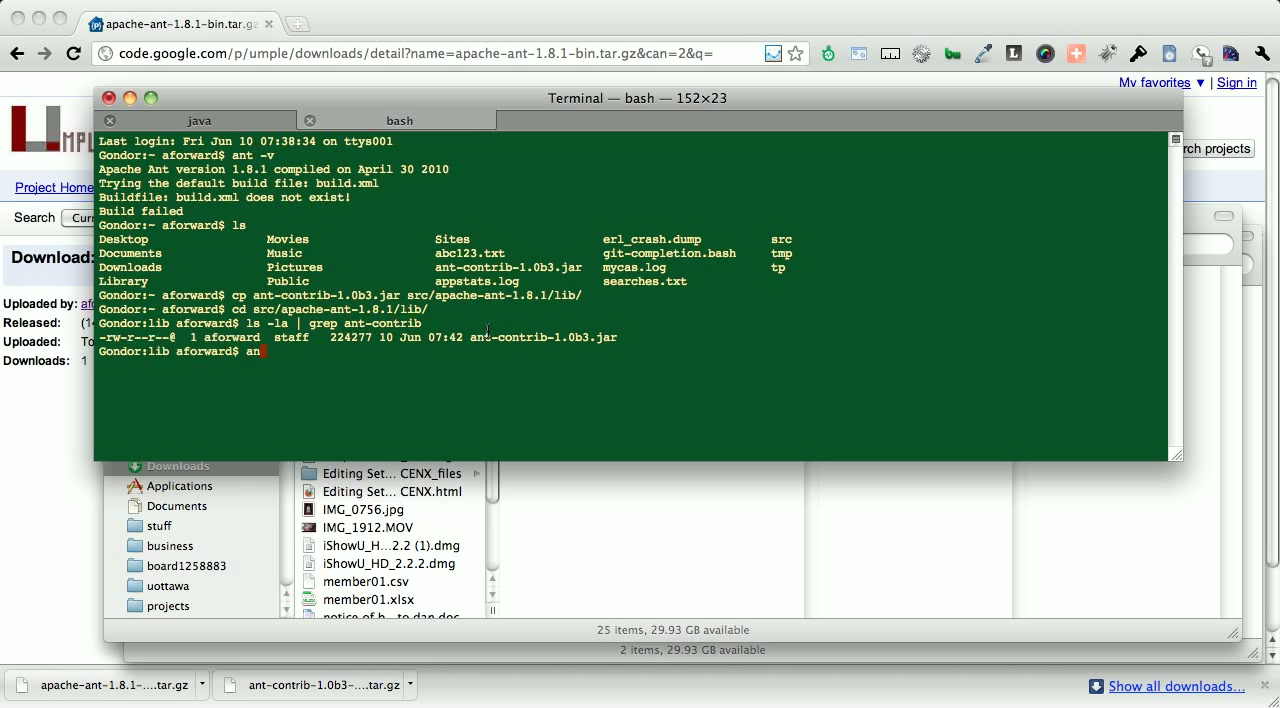 apache-ant-1.8.1-bin.tar.gz
code.google.com/p/umple/downloads/detail?name=apache-ant-1.8.1-bin.tar.gz&can=2&q=
My favorites ▼ | Sign in
Terminal — bash — 152×23
java
bash
Last login: Fri Jun 10 07:38:34 on ttys001
Gondor:~ aforward$ ant -v
Apache Ant version 1.8.1 compiled on April 30 2010
Trying the default build file: build.xml
Buildfile: build.xml does not exist!
Build failed
Gondor:~ aforward$ ls
Desktop Movies Sites erl_crash.dump src
Documents Music abc123.txt git-completion.bash tmp
Downloads Pictures ant-contrib-1.0b3.jar mycas.log tp
Library Public appstats.log searches.txt
Gondor:~ aforward$ cp ant-contrib-1.0b3.jar src/apache-ant-1.8.1/lib/
Gondor:~ aforward$ cd src/apache-ant-1.8.1/lib/
Gondor:lib aforward$ ls -la | grep ant-contrib
-rw-r--r--@ 1 aforward staff 224277 10 Jun 07:42 ant-contrib-1.0b3.jar
Gondor:lib aforward$ an
rch projects
Project Home
Search Curr
Download:
Uploaded by: afo
Released: (14
Uploaded: To
Downloads: 1
Downloads
Applications
Documents
stuff
business
board1258883
uottawa
projects
Editing Set... CENX_files
Editing Set... CENX.html
IMG_0756.jpg
IMG_1912.MOV
iShowU_H...2.2 (1).dmg
iShowU_HD_2.2.2.dmg
member01.csv
member01.xlsx
notice of b... to dan.doc
25 items, 29.93 GB available
2 items, 29.93 GB available
apache-ant-1.8.1-....tar.gz
ant-contrib-1.0b3-....tar.gz
Show all downloads...